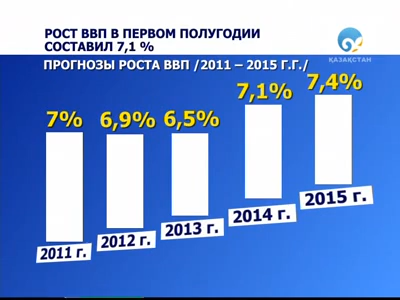 РОСТ ВВП В ПЕРВОМ ПОЛУГОДИИ
СОСТАВИЛ 7,1 %
ҚАЗАҚСТАН
ПРОГНОЗЫ РОСТА ВВП /2011 – 2015 Г.Г./
7% 6,9% 6,5% 7,1% 7,4%
2011 г. 2012 г. 2013 г. 2014 г. 2015 г.